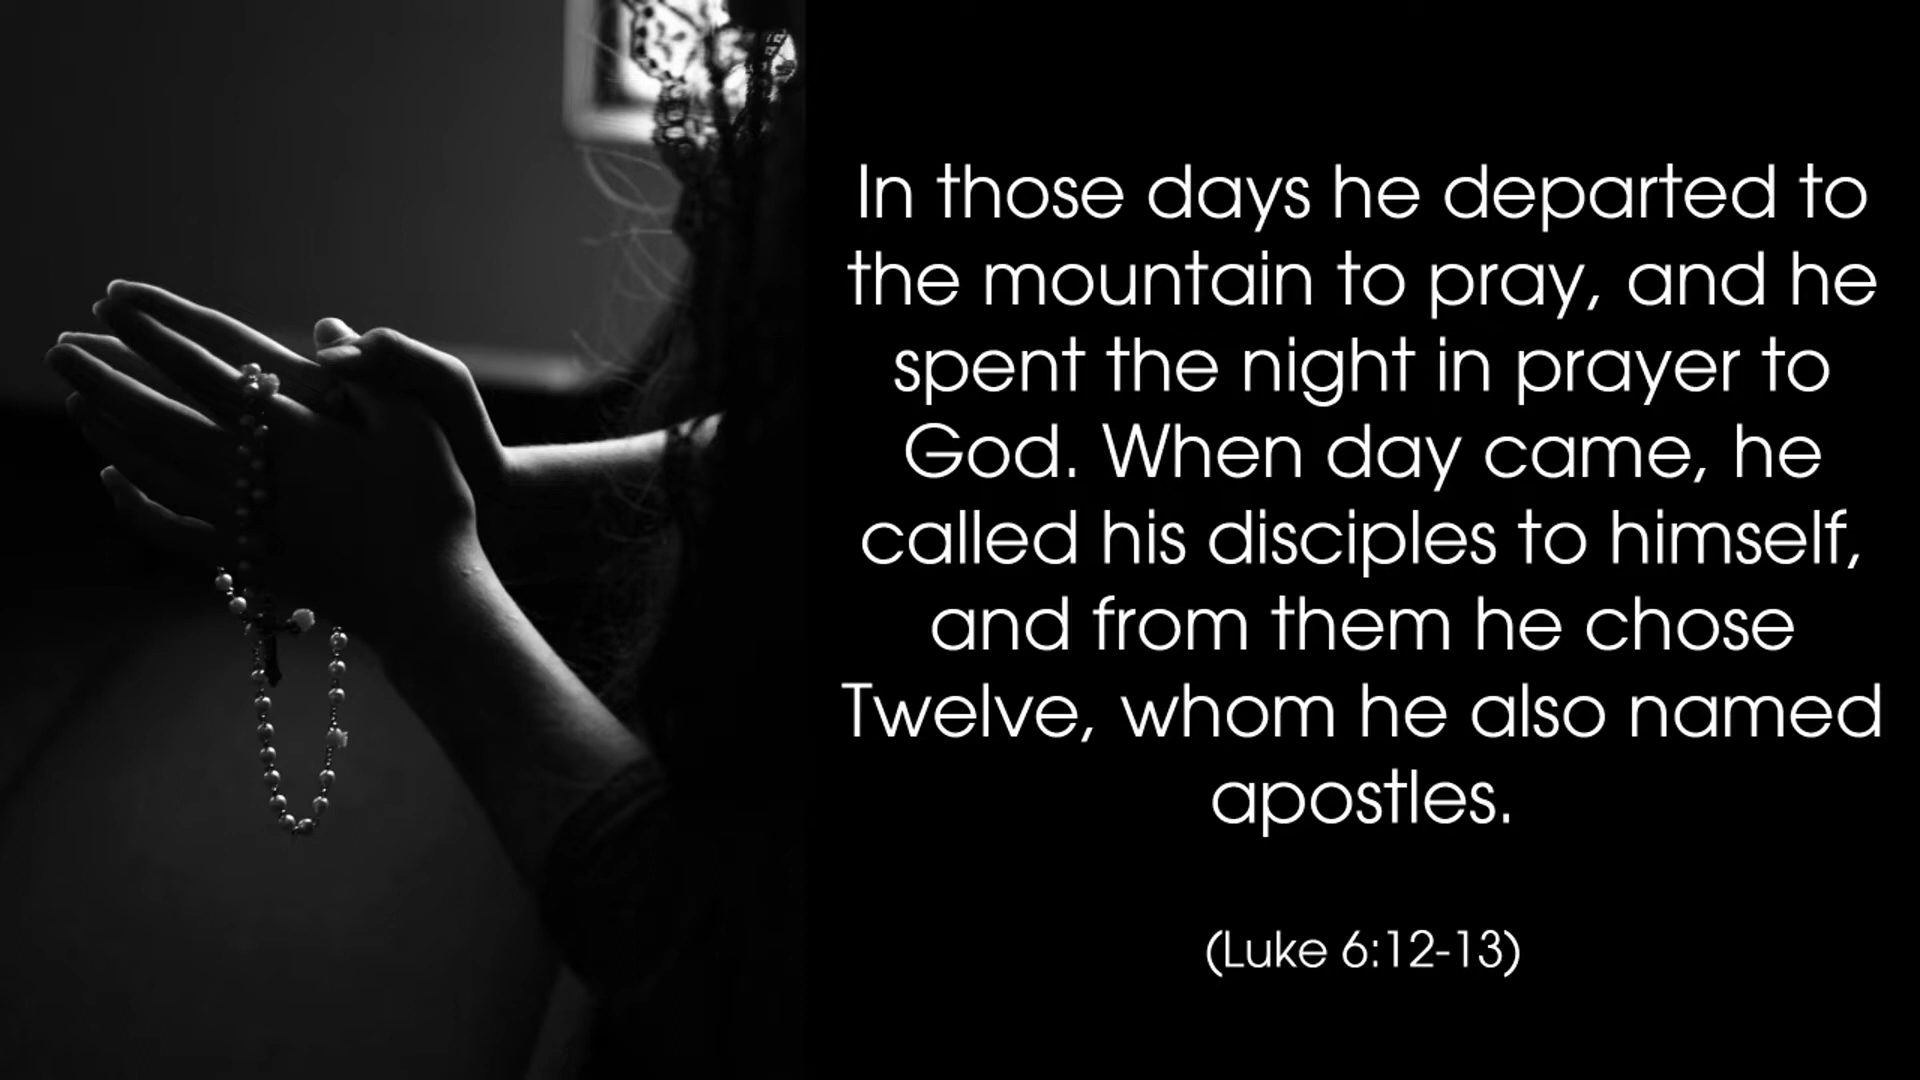 In those days he departed to
the mountain to pray, and he
spent the night in prayer to
God. When day came, he
called his disciples to himself,
and from them he chose
Twelve, whom he also named
apostles.
(Luke 6:12-13)